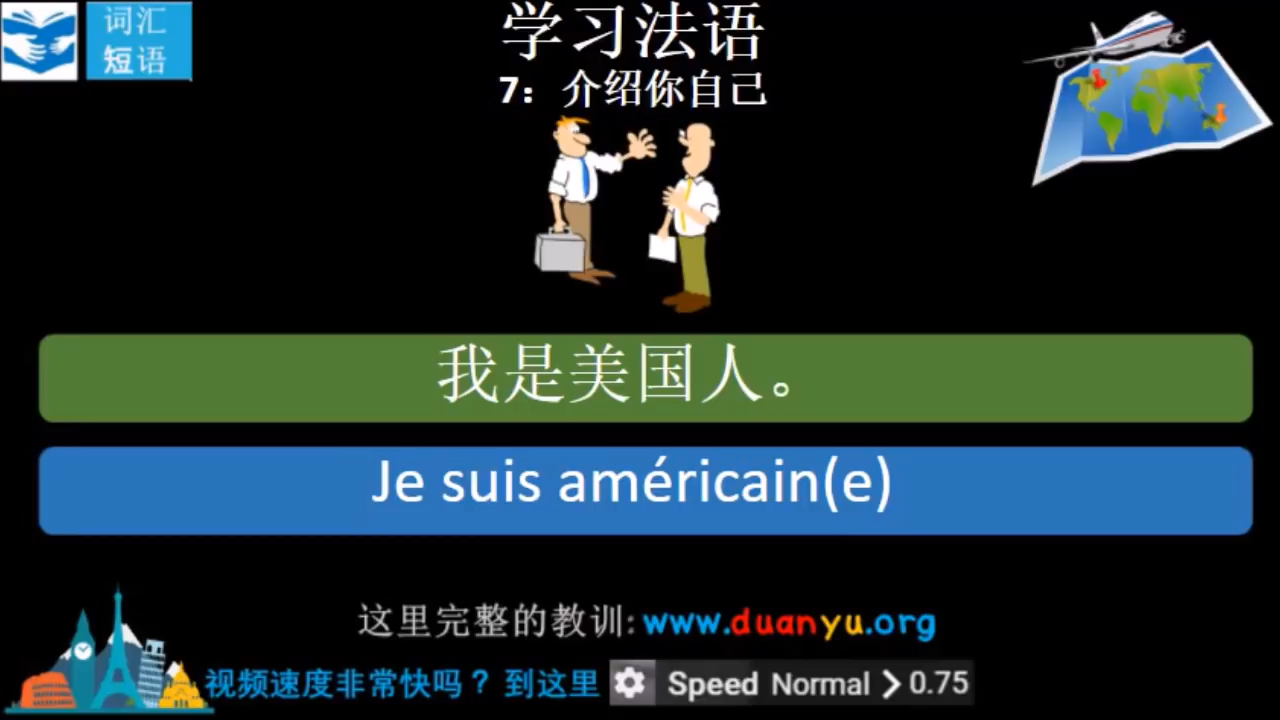 词汇
短语
学习法语
7：介绍你自己
我是美国人。
Je suis américain(e)
这里完整的教训: www.duanyu.org
视频速度非常快吗？ 到这里 Speed Normal > 0.75